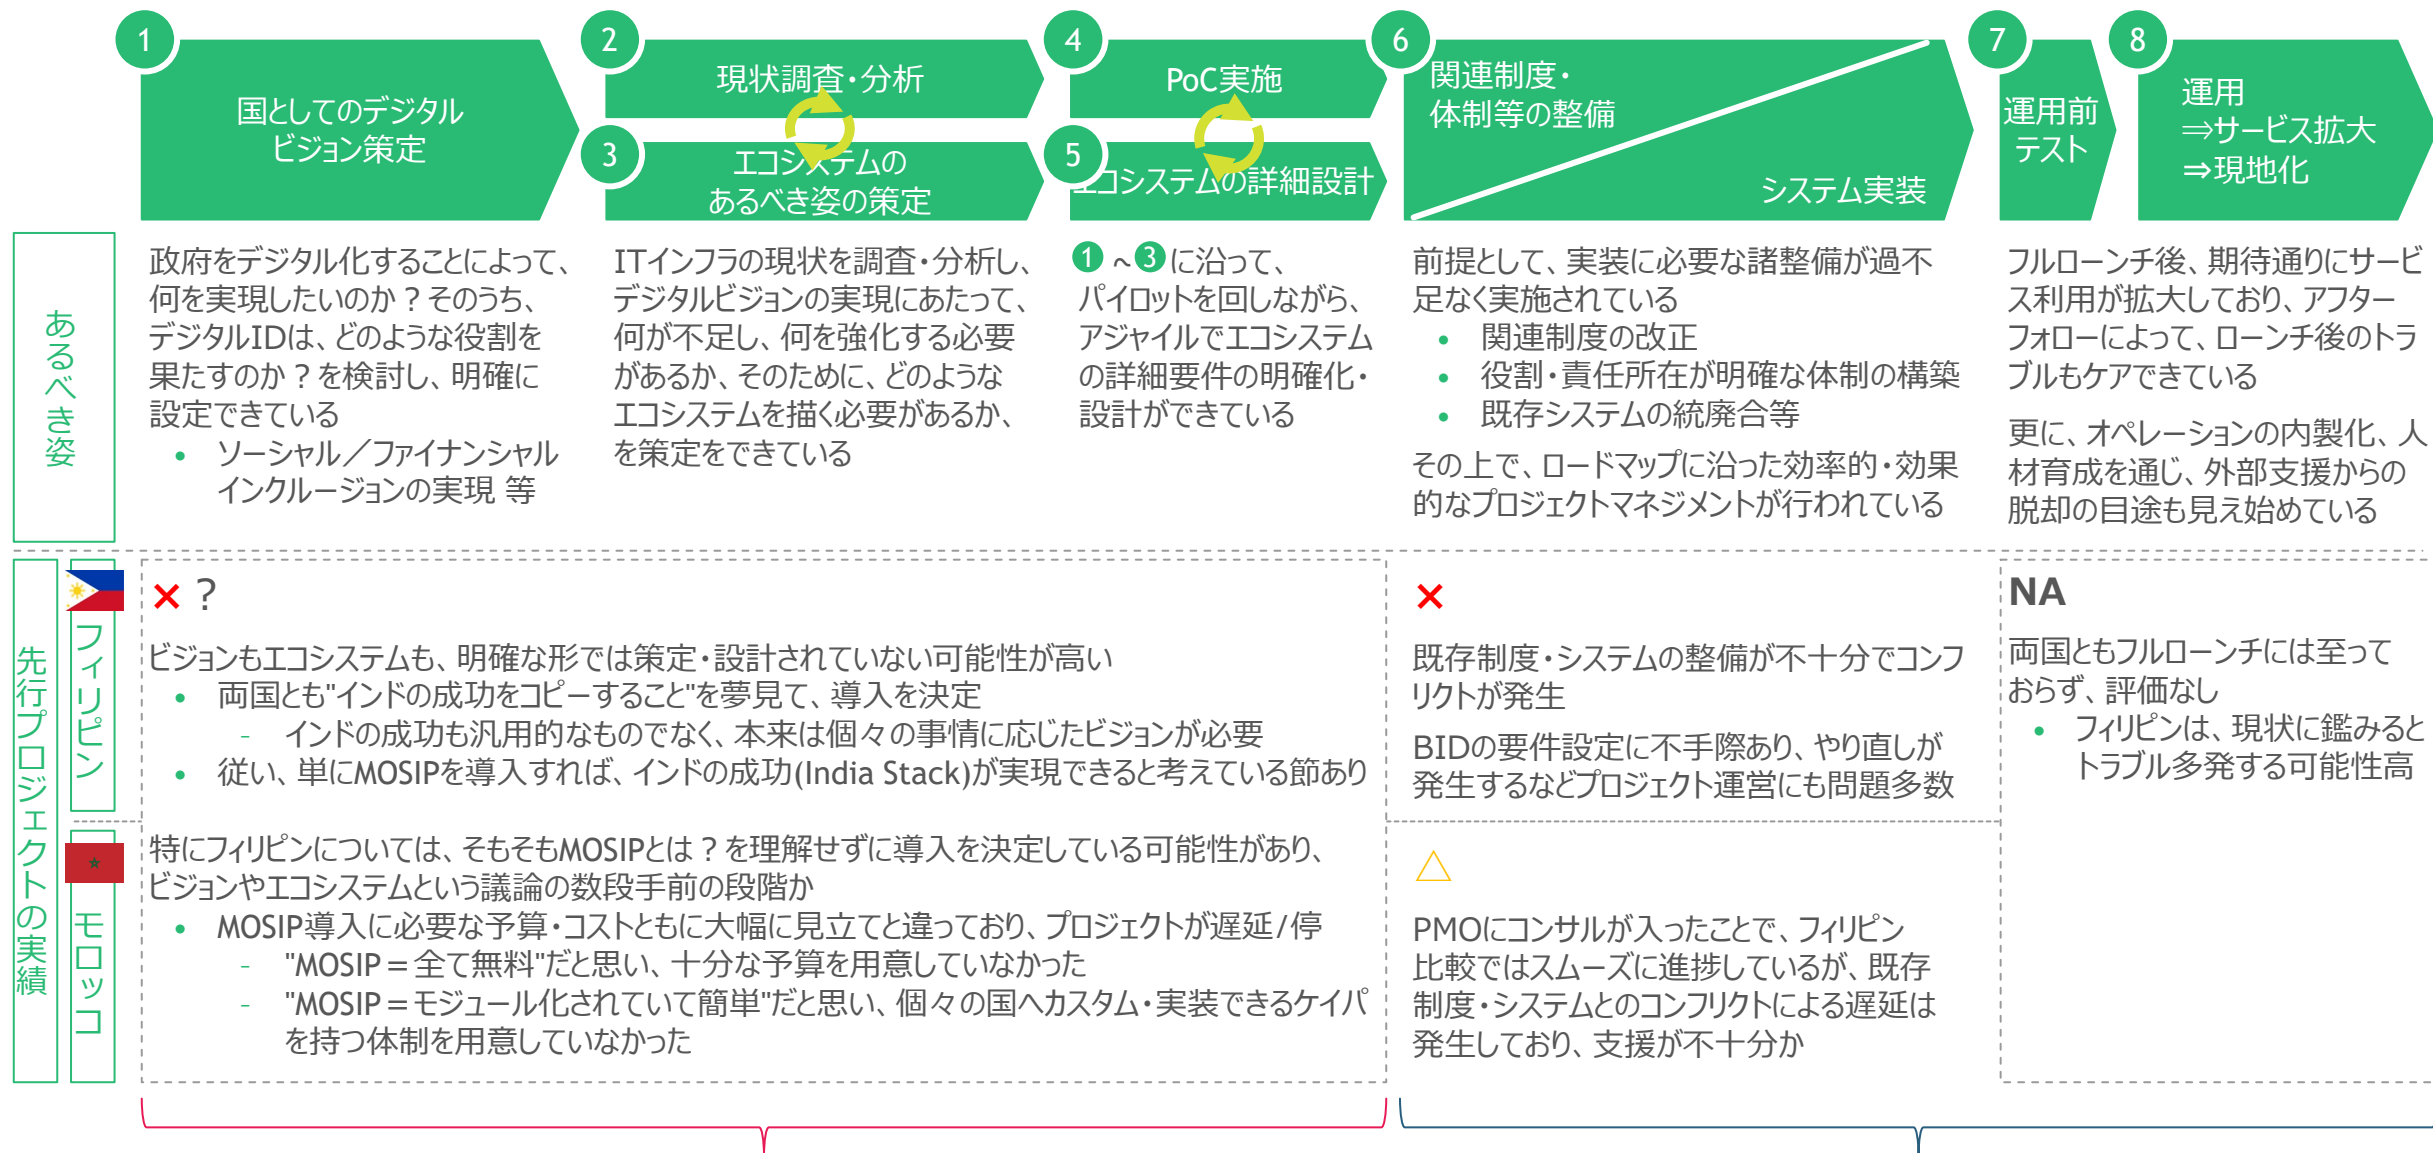 1
国としてのデジタル
ビジョン策定
2
現状調査・分析
3
エコシステムの
あるべき姿の策定
4
PoC実施
5
エコシステムの詳細設計
6
関連制度・
体制等の整備
システム実装
7
運用前
テスト
8
運用
⇒サービス拡大
⇒現地化
あるべき姿
政府をデジタル化することによって、
何を実現したいのか？そのうち、
デジタルIDは、どのような役割を
果たすのか？を検討し、明確に
設定できている
• ソーシャル／ファイナンシャル
インクルージョンの実現 等
ITインフラの現状を調査・分析し、
デジタルビジョンの実現にあたって、
何が不足し、何を強化する必要
があるか、そのために、どのような
エコシステムを描く必要があるか、
を策定をできている
1 ~ 3 に沿って、
パイロットを回しながら、
アジャイルでエコシステム
の詳細要件の明確化・
設計ができている
前提として、実装に必要な諸整備が過不
足なく実施されている
• 関連制度の改正
• 役割・責任所在が明確な体制の構築
• 既存システムの統廃合等
その上で、ロードマップに沿った効率的・効果
的なプロジェクトマネジメントが行われている
フルローンチ後、期待通りにサービ
ス利用が拡大しており、アフター
フォローによって、ローンチ後のトラ
ブルもケアできている
更に、オペレーションの内製化、人
材育成を通じ、外部支援からの
脱却の目途も見え始めている
先行プロジェクトの実績
フィリピン
モロッコ
× ？
ビジョンもエコシステムも、明確な形では策定・設計されていない可能性が高い
• 両国とも"インドの成功をコピーすること"を夢見て、導入を決定
- インドの成功も汎用的なものでなく、本来は個々の事情に応じたビジョンが必要
• 従い、単にMOSIPを導入すれば、インドの成功(India Stack)が実現できると考えている節あり
特にフィリピンについては、そもそもMOSIPとは？を理解せずに導入を決定している可能性があり、
ビジョンやエコシステムという議論の数段手前の段階か
• MOSIP導入に必要な予算・コストともに大幅に見立てと違っており、プロジェクトが遅延/停
- "MOSIP＝全て無料"だと思い、十分な予算を用意していなかった
- "MOSIP＝モジュール化されていて簡単"だと思い、個々の国へカスタム・実装できるケイパ
を持つ体制を用意していなかった
×
既存制度・システムの整備が不十分でコンフ
リクトが発生
BIDの要件設定に不手際あり、やり直しが
発生するなどプロジェクト運営にも問題多数
△
PMOにコンサルが入ったことで、フィリピン
比較ではスムーズに進捗しているが、既存
制度・システムとのコンフリクトによる遅延は
発生しており、支援が不十分か
NA
両国ともフルローンチには至って
おらず、評価なし
• フィリピンは、現状に鑑みると
トラブル多発する可能性高